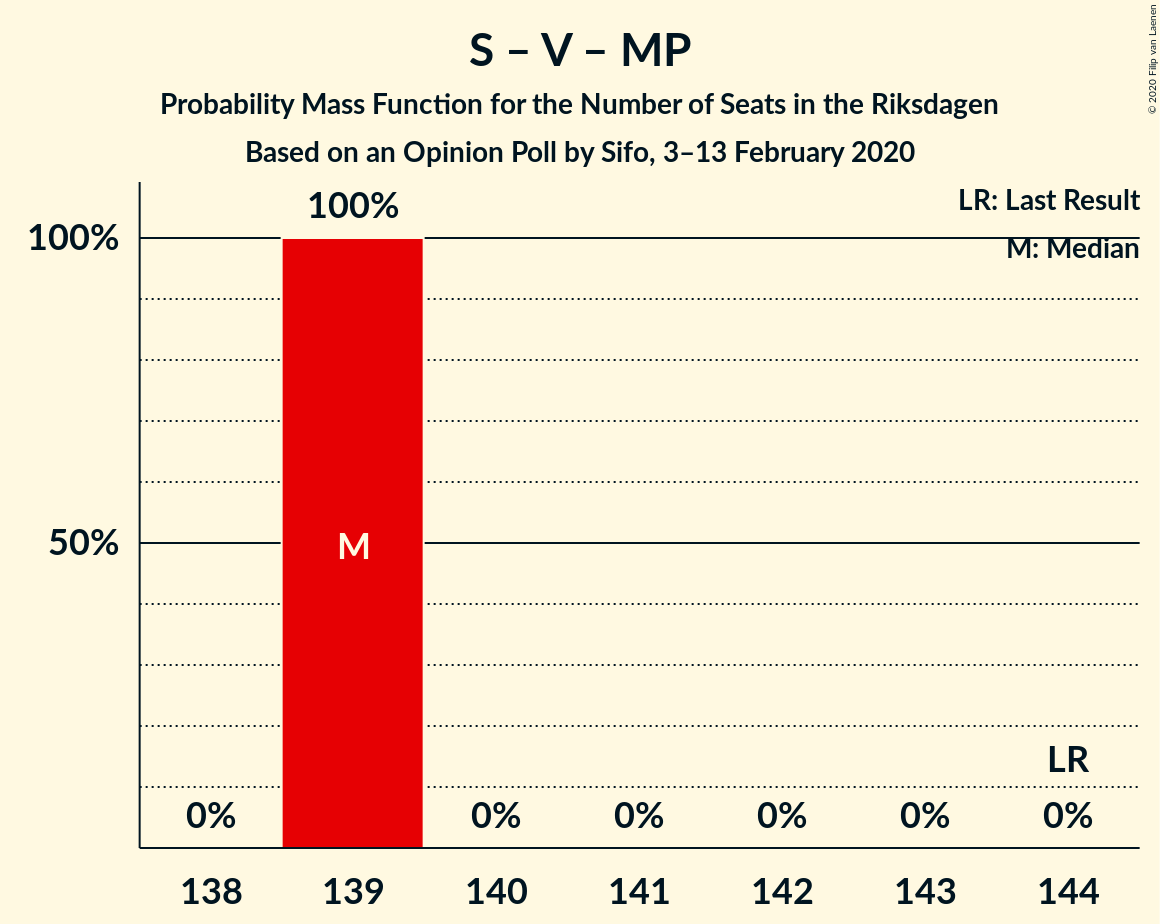 S – V – MP
Probability Mass Function for the Number of Seats in the Riksdagen
Based on an Opinion Poll by Sifo, 3–13 February 2020
© 2020 Filip van Laenen
LR: Last Result
M: Median
100%
100%
50%
M
LR
0%
0%
0%
0%
0%
0%
138
139
140
141
142
143
144